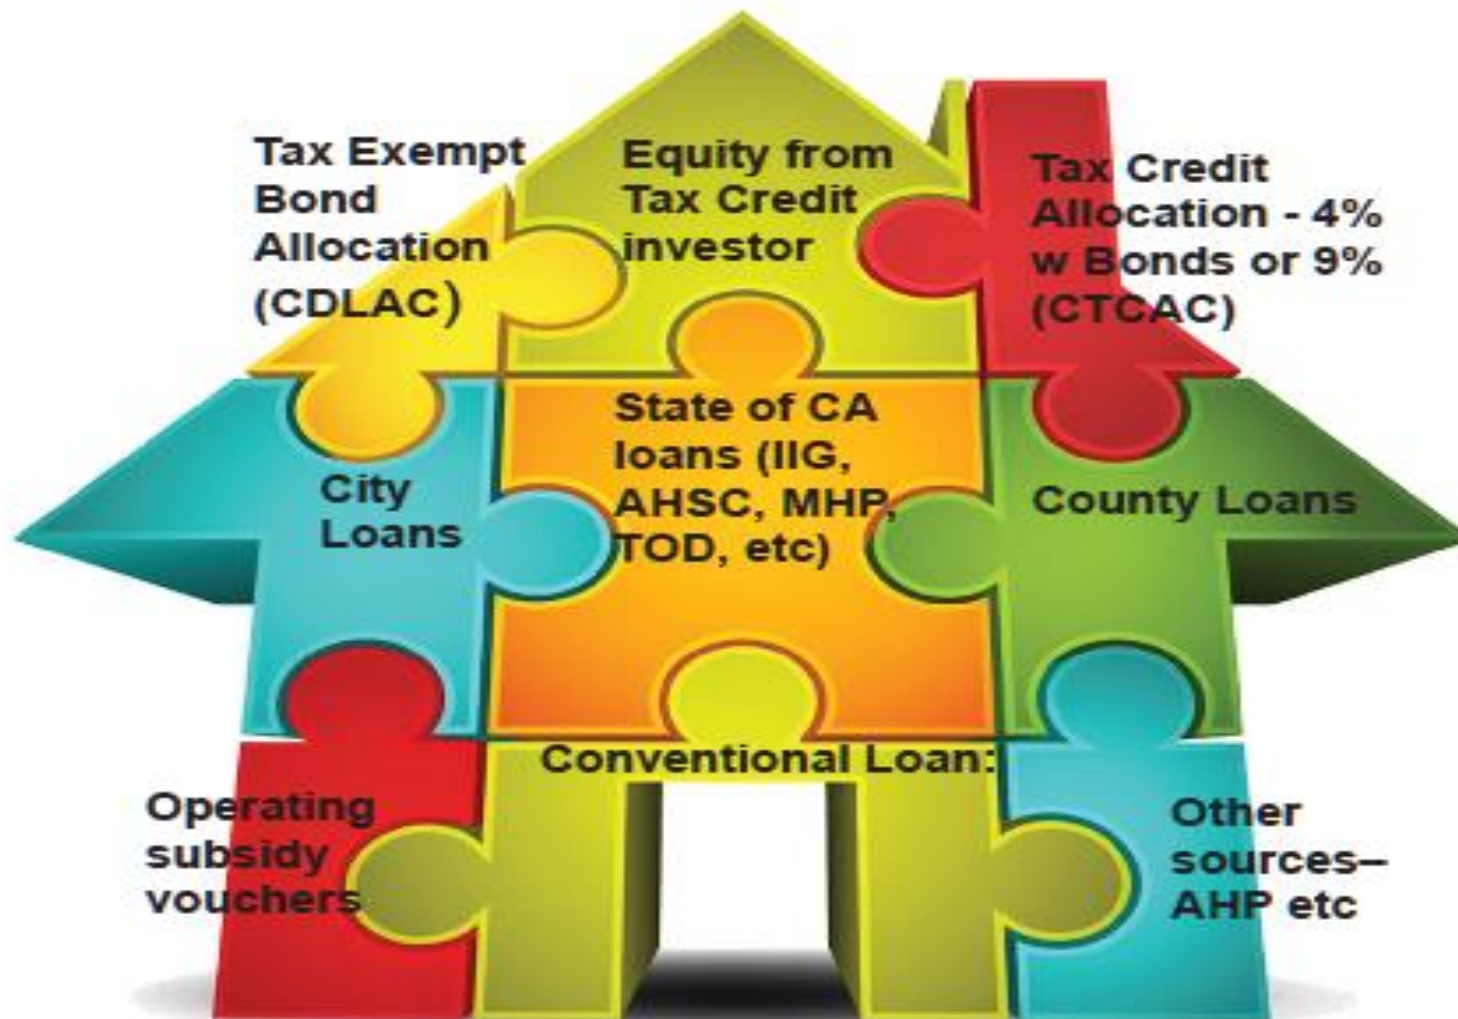 Tax Exempt
Bond
Allocation
(CDLAC)
Equity from
Tax Credit
investor
Tax Credit
Allocation - 4%
w Bonds or 9%
(CTCAC)
City
Loans
State of CA
loans (IIG,
AHSC, MHP,
TOD, etc)
County Loans
Operating
subsidy
vouchers
Conventional Loan:
Other
sources–
AHP etc